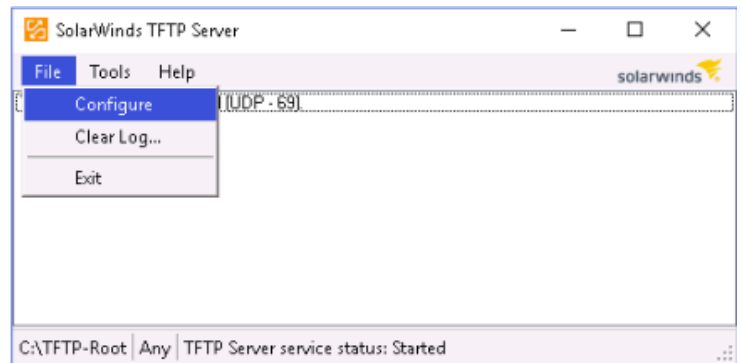 SolarWinds TFTP Server
File Tools Help
solarwinds
(UDP - 69)
Configure
Clear Log...
Exit
C:\TFTP-Root Any TFTP Server service status: Started